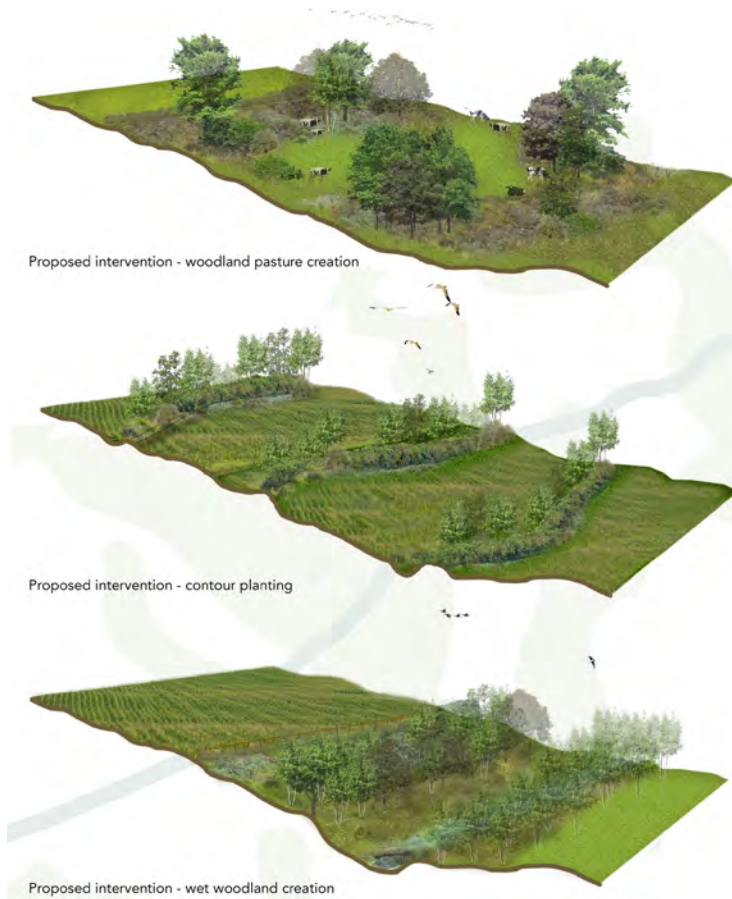 Proposed intervention - woodland pasture creation
Proposed intervention - contour planting
Proposed intervention - wet woodland creation